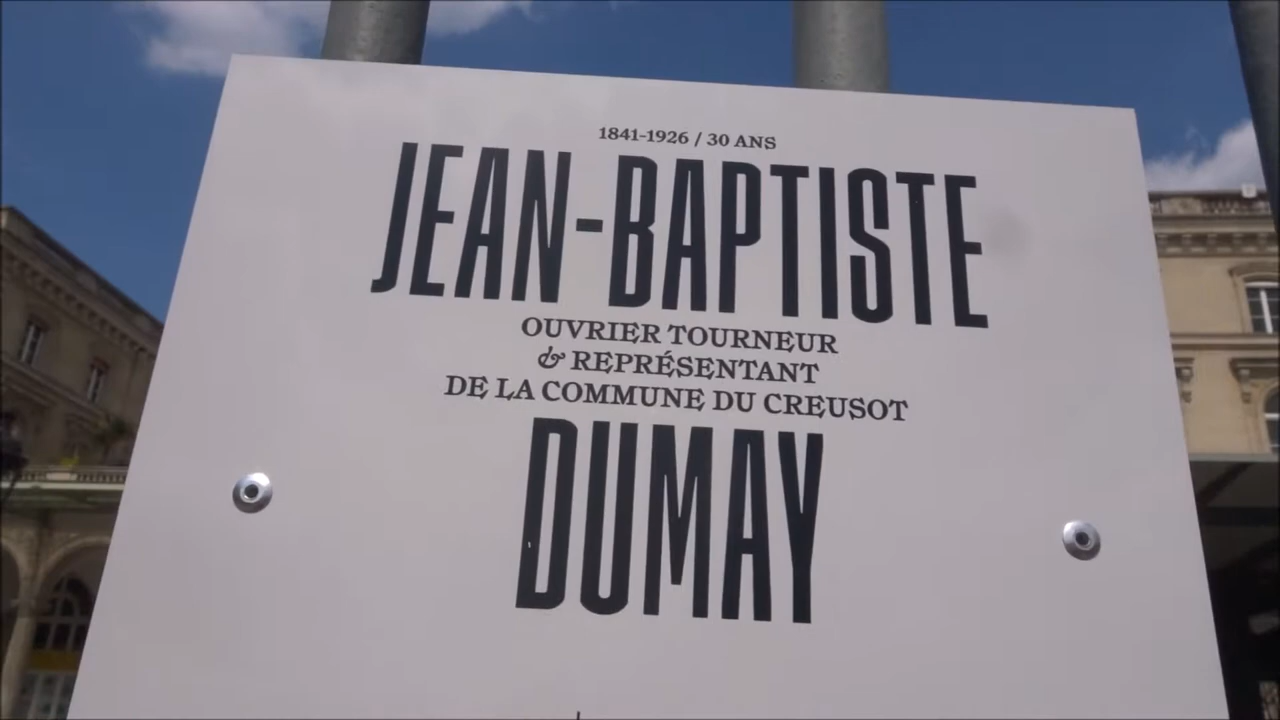 1841-1926 / 30 ANS
JEAN-BAPTISTE
OUVRIER TOURNEUR
& REPRÉSENTANT
DE LA COMMUNE DU CREUSOT
DUMAY